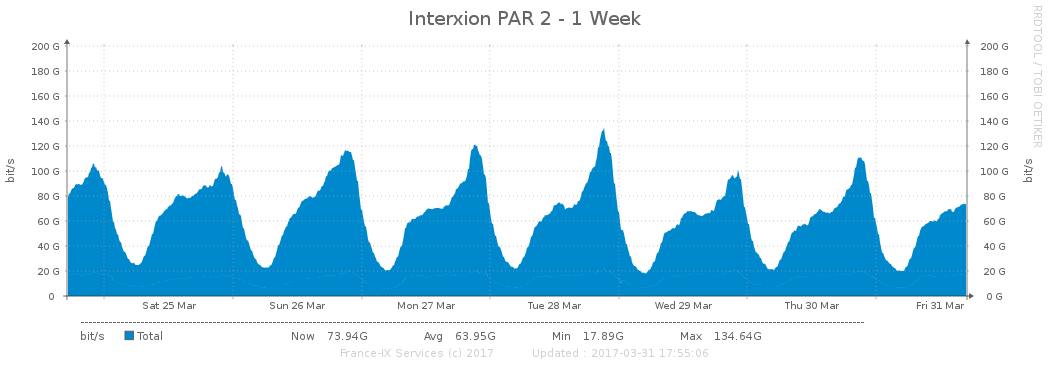 Interxion PAR 2 - 1 Week
RRDTOOL / TOBI OETIKER
200 G 200 G
180 G 180 G
160 G 160 G
140 G 140 G
120 G 120 G
100 G 100 G
80 G 80 G
60 G 60 G
40 G 40 G
20 G 20 G
0 0 G
bit/s bit/s
Sat 25 Mar Sun 26 Mar Mon 27 Mar Tue 28 Mar Wed 29 Mar Thu 30 Mar Fri 31 Mar
bit/s Total Now 73.94G Avg 63.95G Min 17.89G Max 134.64G
France-IX Services (c) 2017 Updated : 2017-03-31 17:55:06